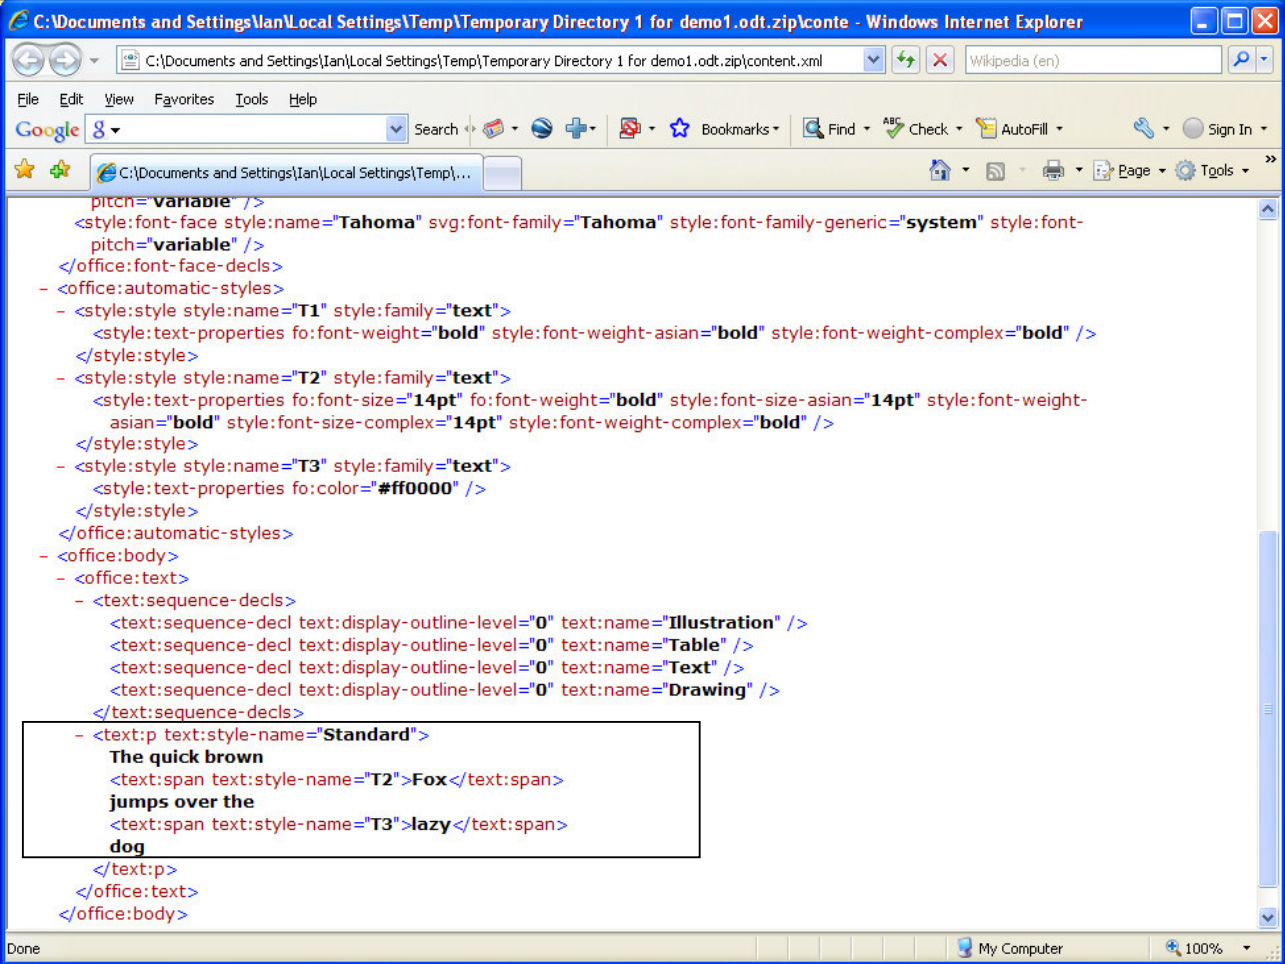 C:\Documents and Settings\Ian\Local Settings\Temp\Temporary Directory 1 for demo1.odt.zip\conte - Windows Internet Explorer
C:\Documents and Settings\Ian\Local Settings\Temp\Temporary Directory 1 for demo1.odt.zip\content.xml
Wikipedia (en)
File Edit View Favorites Tools Help
Google g Search Bookmarks Find ABC Check AutoFill Sign In
C:\Documents and Settings\Ian\Local Settings\Temp\... Page Tools »
pitch="variable" />
<style:font-face style:name="Tahoma" svg:font-family="Tahoma" style:font-family-generic="system" style:font-
pitch="variable" />
</office:font-face-decls>
- <office:automatic-styles>
- <style:style style:name="T1" style:family="text">
<style:text-properties fo:font-weight="bold" style:font-weight-asian="bold" style:font-weight-complex="bold" />
</style:style>
- <style:style style:name="T2" style:family="text">
<style:text-properties fo:font-size="14pt" fo:font-weight="bold" style:font-size-asian="14pt" style:font-weight-
asian="bold" style:font-size-complex="14pt" style:font-weight-complex="bold" />
</style:style>
- <style:style style:name="T3" style:family="text">
<style:text-properties fo:color="#ff0000" />
</style:style>
</office:automatic-styles>
- <office:body>
- <office:text>
- <text:sequence-decls>
<text:sequence-decl text:display-outline-level="0" text:name="Illustration" />
<text:sequence-decl text:display-outline-level="0" text:name="Table" />
<text:sequence-decl text:display-outline-level="0" text:name="Text" />
<text:sequence-decl text:display-outline-level="0" text:name="Drawing" />
</text:sequence-decls>
- <text:p text:style-name="Standard">
The quick brown
<text:span text:style-name="T2">Fox</text:span>
jumps over the
<text:span text:style-name="T3">lazy</text:span>
dog
</text:p>
</office:text>
</office:body>
Done My Computer 100%